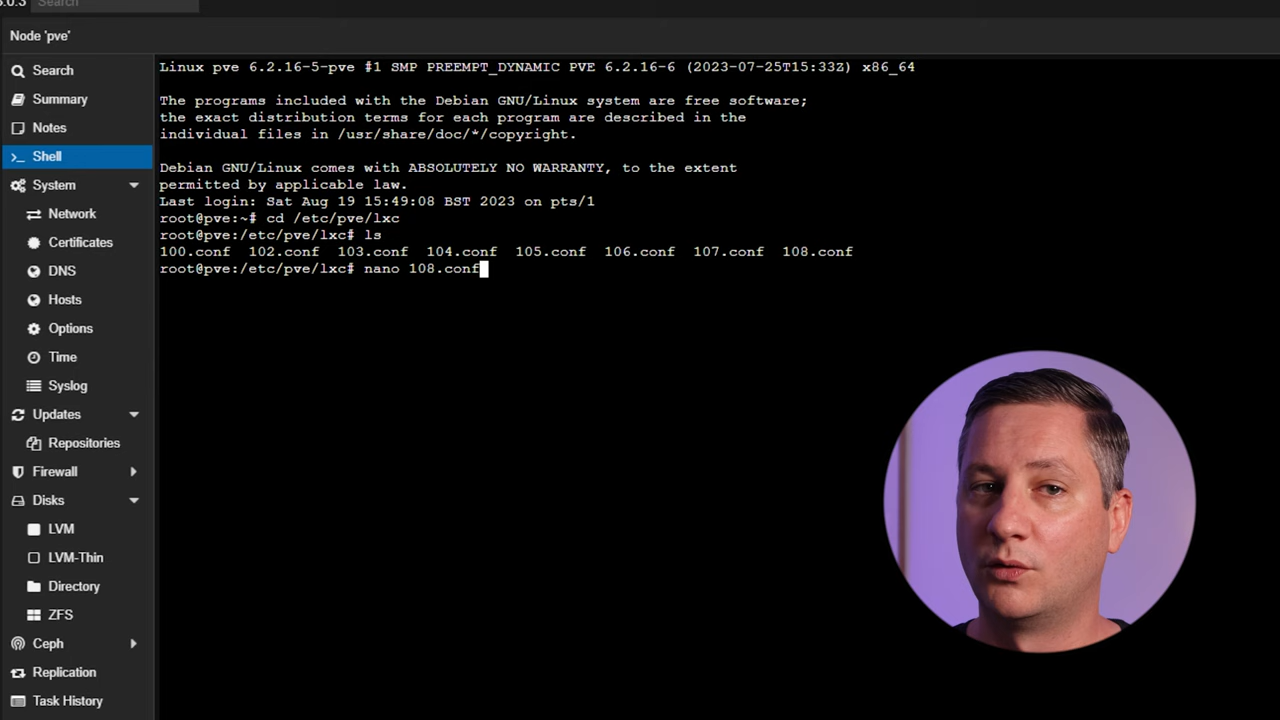 .0.3
Search
Node 'pve'
Search
Summary
Notes
Shell
System
Network
Certificates
DNS
Hosts
Options
Time
Syslog
Updates
Repositories
Firewall
Disks
LVM
LVM-Thin
Directory
ZFS
Ceph
Replication
Task History
Linux pve 6.2.16-5-pve #1 SMP PREEMPT_DYNAMIC PVE 6.2.16-6 (2023-07-25T15:33Z) x86_64
The programs included with the Debian GNU/Linux system are free software;
the exact distribution terms for each program are described in the
individual files in /usr/share/doc/*/copyright.
Debian GNU/Linux comes with ABSOLUTELY NO WARRANTY, to the extent
permitted by applicable law.
Last login: Sat Aug 19 15:49:08 BST 2023 on pts/1
root@pve:~# cd /etc/pve/lxc
root@pve:/etc/pve/lxc# ls
100.conf 102.conf 103.conf 104.conf 105.conf 106.conf 107.conf 108.conf
root@pve:/etc/pve/lxc# nano 108.conf